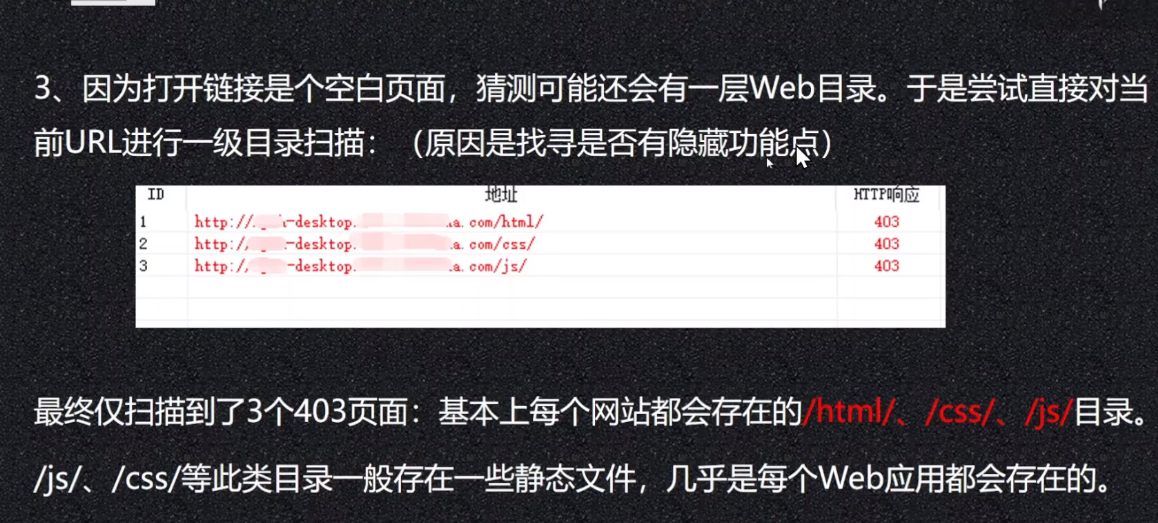 3、因为打开链接是个空白页面，猜测可能还会有一层Web目录。于是尝试直接对当
前URL进行一级目录扫描：（原因是找寻是否有隐藏功能点）
ID 地址 HTTP响应
1 http:// -desktop. a.com/html/ 403
2 http:// -desktop. a.com/css/ 403
3 http:// -desktop. a.com/js/ 403
最终仅扫描到了3个403页面：基本上每个网站都会存在的/html/、/css/、/js/目录。
/js/、/css/等此类目录一般存在一些静态文件，几乎是每个Web应用都会存在的。